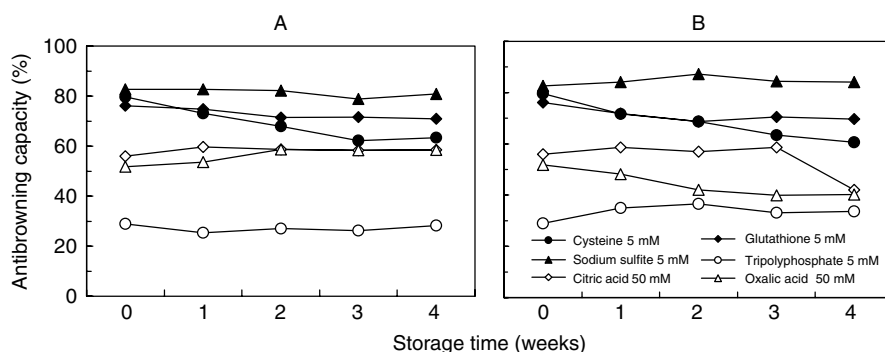 A B
Antibrowning capacity (%)
100
80
60
40
20
0
Cysteine 5 mM Glutathione 5 mM
Sodium sulfite 5 mM Tripolyphosphate 5 mM
Citric acid 50 mM Oxalic acid 50 mM
0 1 2 3 4 0 1 2 3 4
Storage time (weeks)